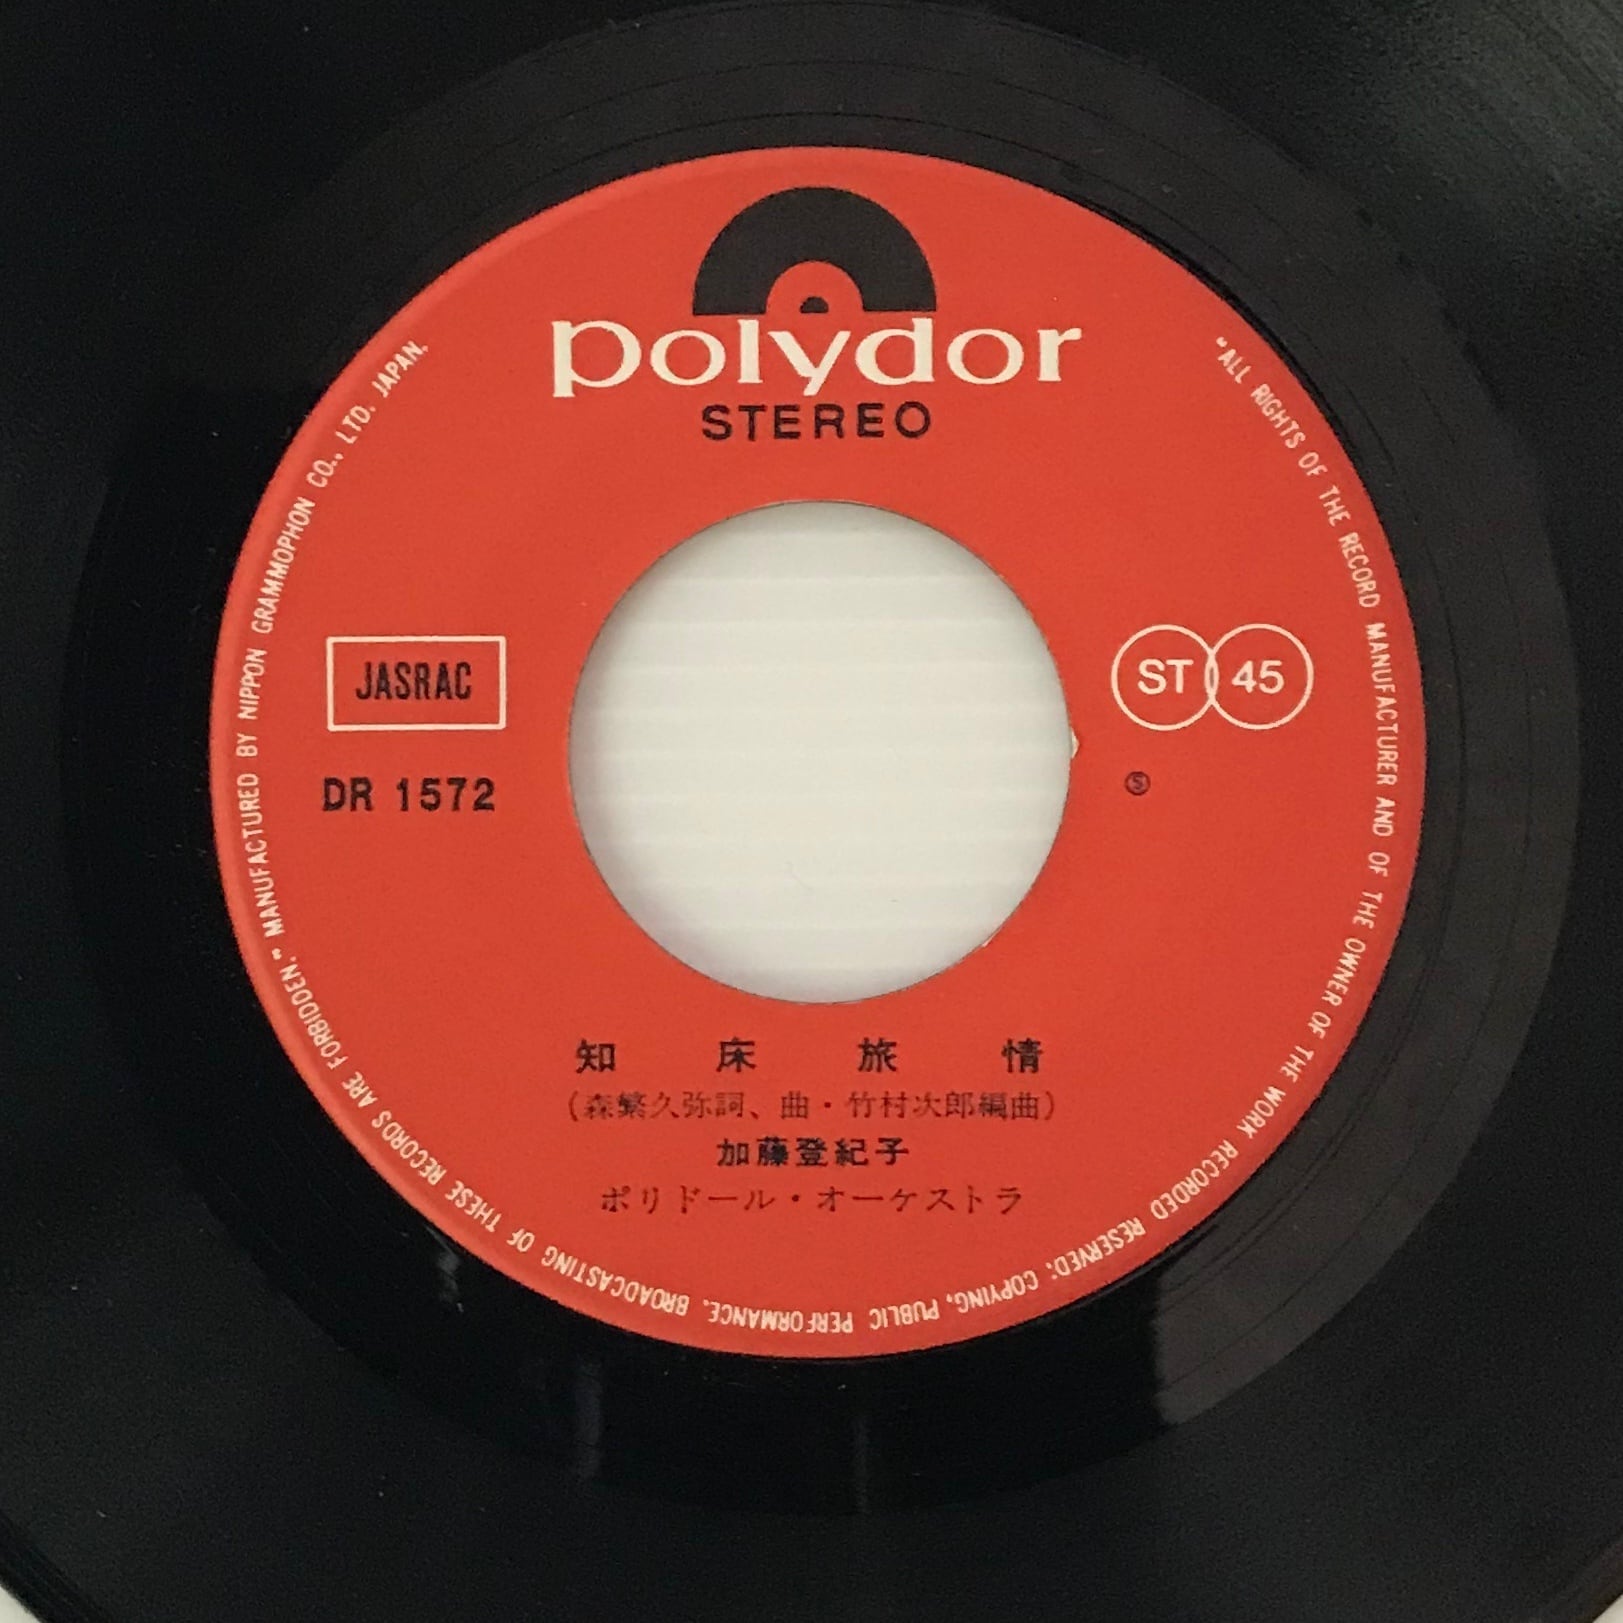 polydor
STEREO
JASRAC
DR 1572
ST 45
Ⓢ
知床旅情
(森繁久弥詞、曲・竹村次郎編曲)
加藤登紀子
ポリドール・オーケストラ
"ALL RIGHTS OF THE RECORD MANUFACTURER AND OF THE OWNER OF THE WORK RECORDED RESERVED: COPYING, PUBLIC PERFORMANCE, BROADCASTING OF THESE RECORDS ARE FORBIDDEN." MANUFACTURED BY NIPPON GRAMMOPHON CO., LTD. JAPAN.